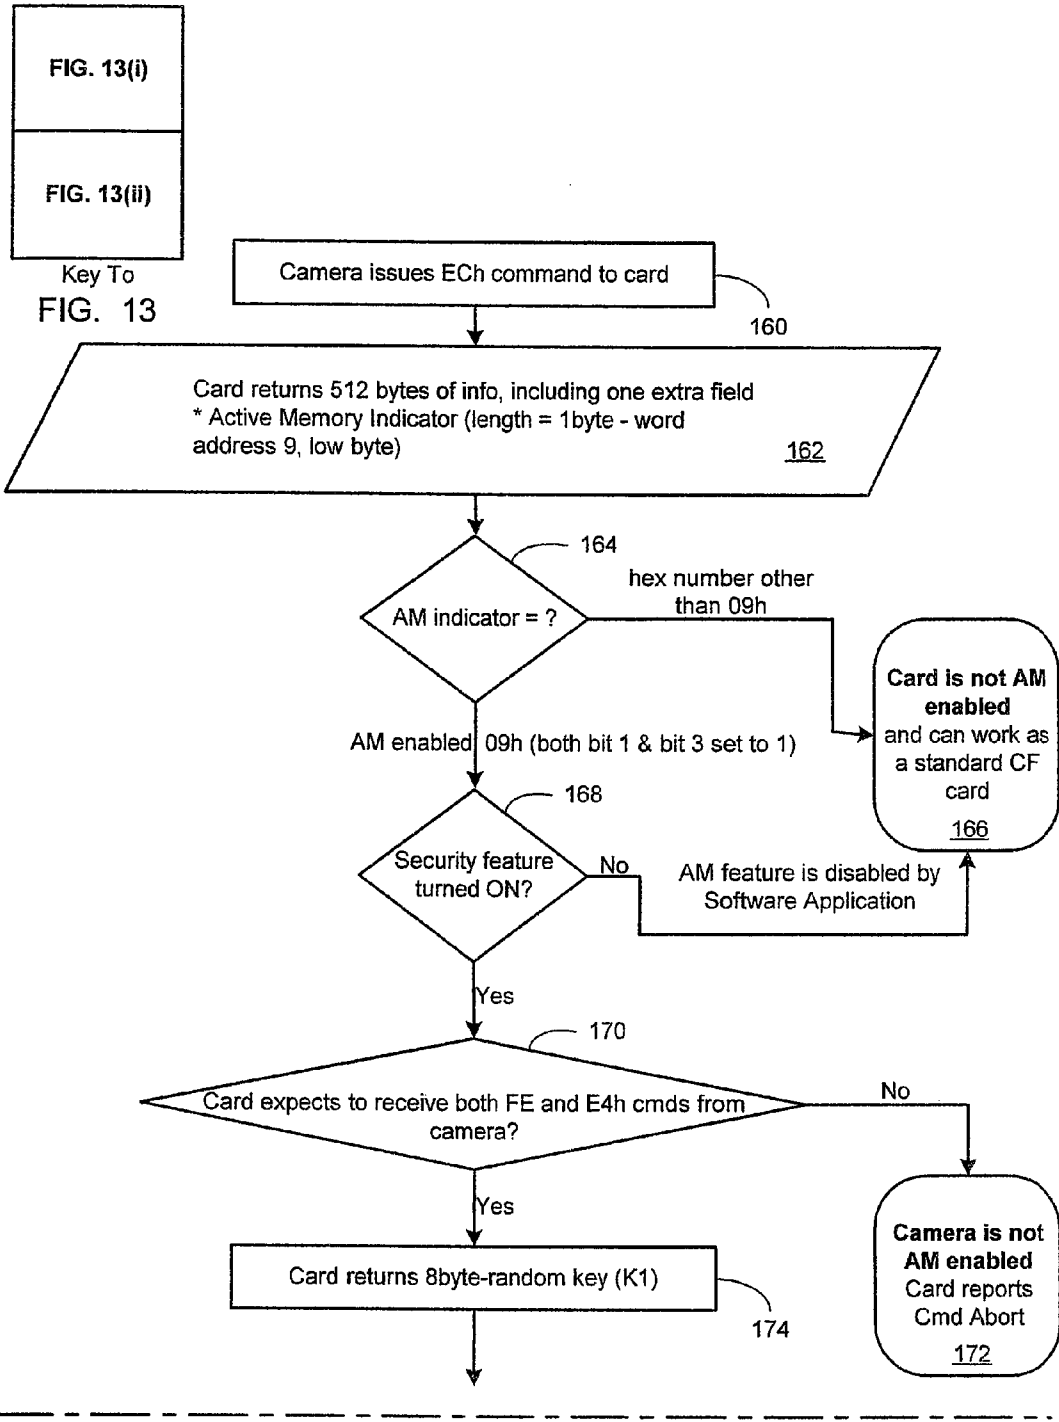 FIG. 13(i)
FIG. 13(ii)
Key To
FIG. 13
Camera issues ECh command to card
160
Card returns 512 bytes of info, including one extra field
* Active Memory Indicator (length = 1byte - word
address 9, low byte)
162
164
hex number other
than 09h
AM indicator = ?
Card is not AM
enabled
and can work as
a standard CF
card
166
AM enabled 09h (both bit 1 & bit 3 set to 1)
168
Security feature
turned ON?
No
AM feature is disabled by
Software Application
Yes
170
Card expects to receive both FE and E4h cmds from
camera?
No
Yes
Camera is not
AM enabled
Card reports
Cmd Abort
172
Card returns 8byte-random key (K1)
174